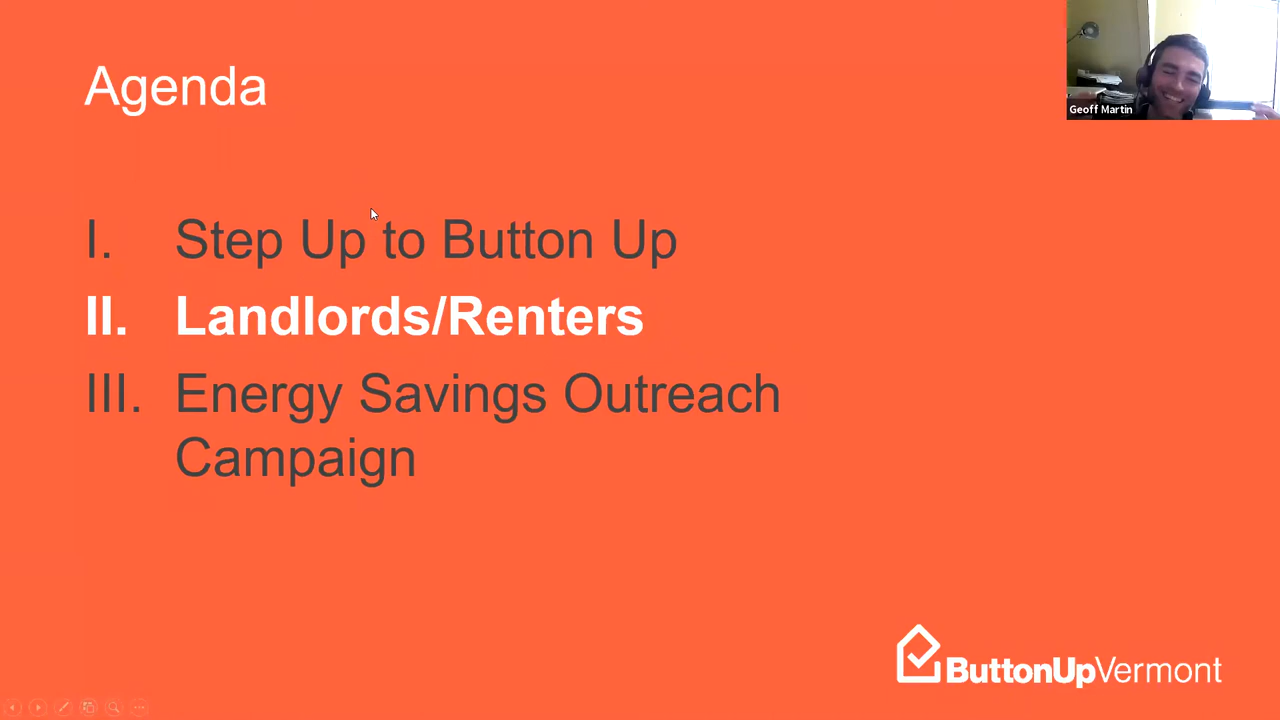 Agenda
Geoff Martin
I. Step Up to Button Up
II. Landlords/Renters
III. Energy Savings Outreach
Campaign
ButtonUpVermont